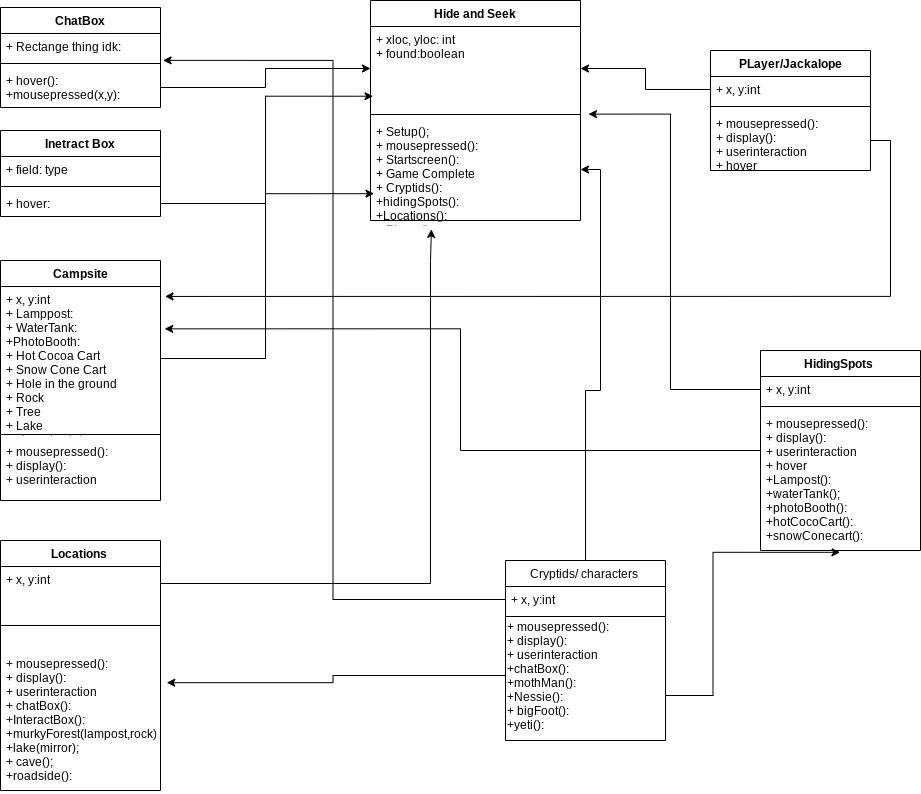 ChatBox
+ Rectange thing idk:
+ hover():
+mousepressed(x,y):
Inetract Box
+ field: type
+ hover:
Campsite
+ x, y:int
+ Lamppost:
+ WaterTank:
+PhotoBooth:
+ Hot Cocoa Cart
+ Snow Cone Cart
+ Hole in the ground
+ Rock
+ Tree
+ Lake
+ mousepressed():
+ display():
+ userinteraction
Locations
+ x, y:int
+ mousepressed():
+ display():
+ userinteraction
+ chatBox():
+InteractBox():
+murkyForest(lampost,rock)
+lake(mirror);
+ cave();
+roadside():
Hide and Seek
+ xloc, yloc: int
+ found:boolean
+ Setup();
+ mousepressed():
+ Startscreen():
+ Game Complete
+ Cryptids():
+hidingSpots():
+Locations():
Cryptids/ characters
+ x, y:int
+ mousepressed():
+ display():
+ userinteraction
+chatBox():
+mothMan():
+Nessie():
+ bigFoot():
+yeti():
PLayer/Jackalope
+ x, y:int
+ mousepressed():
+ display():
+ userinteraction
+ hover
HidingSpots
+ x, y:int
+ mousepressed():
+ display():
+ userinteraction
+ hover
+Lampost():
+waterTank();
+photoBooth():
+hotCocoCart():
+snowConecart():